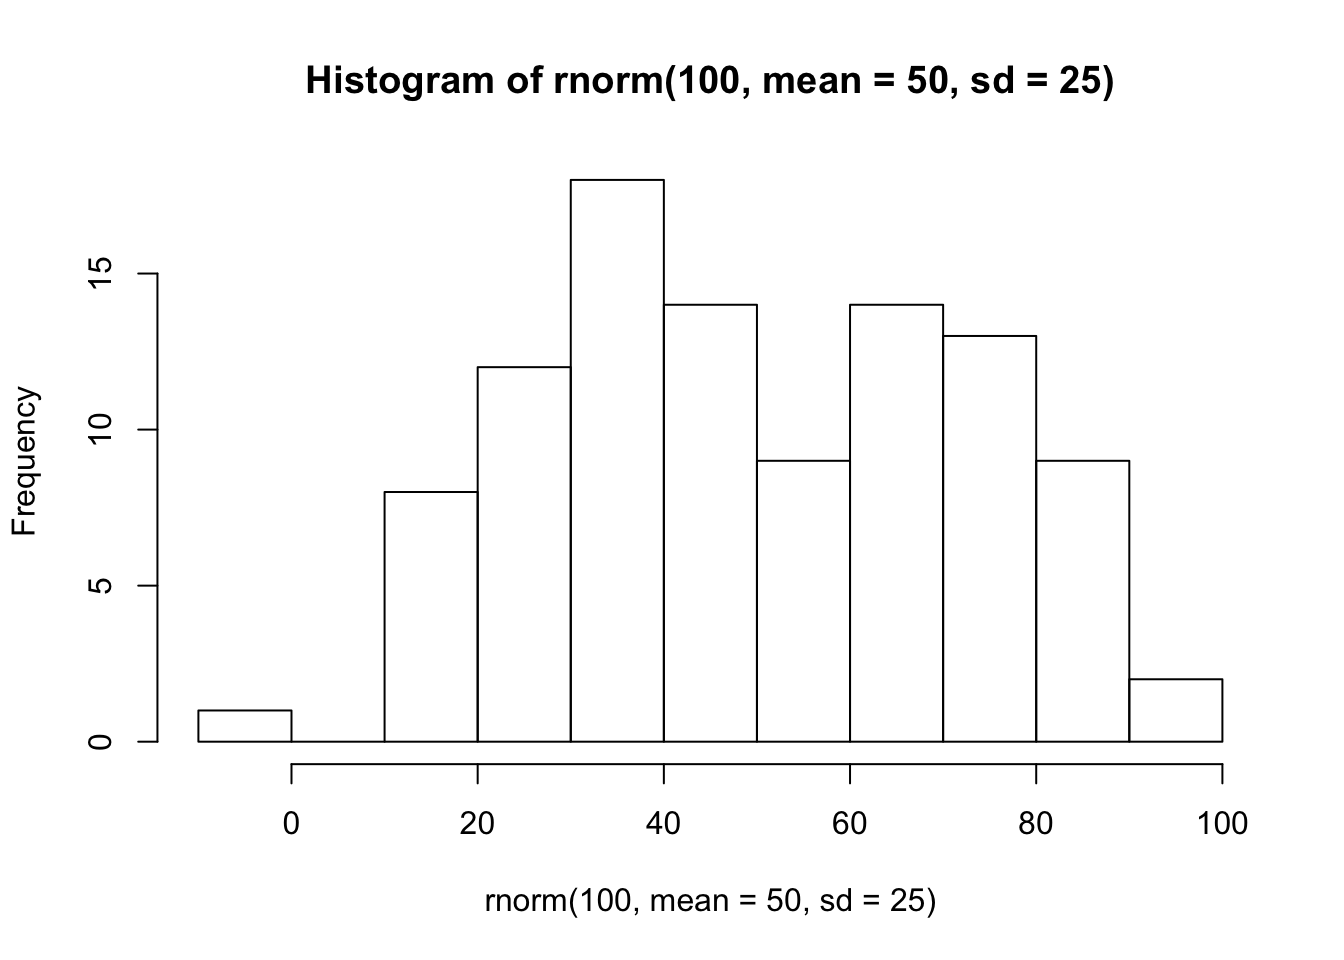 Histogram of rnorm(100, mean = 50, sd = 25)
15
10
5
0
Frequency
0 20 40 60 80 100
rnorm(100, mean = 50, sd = 25)